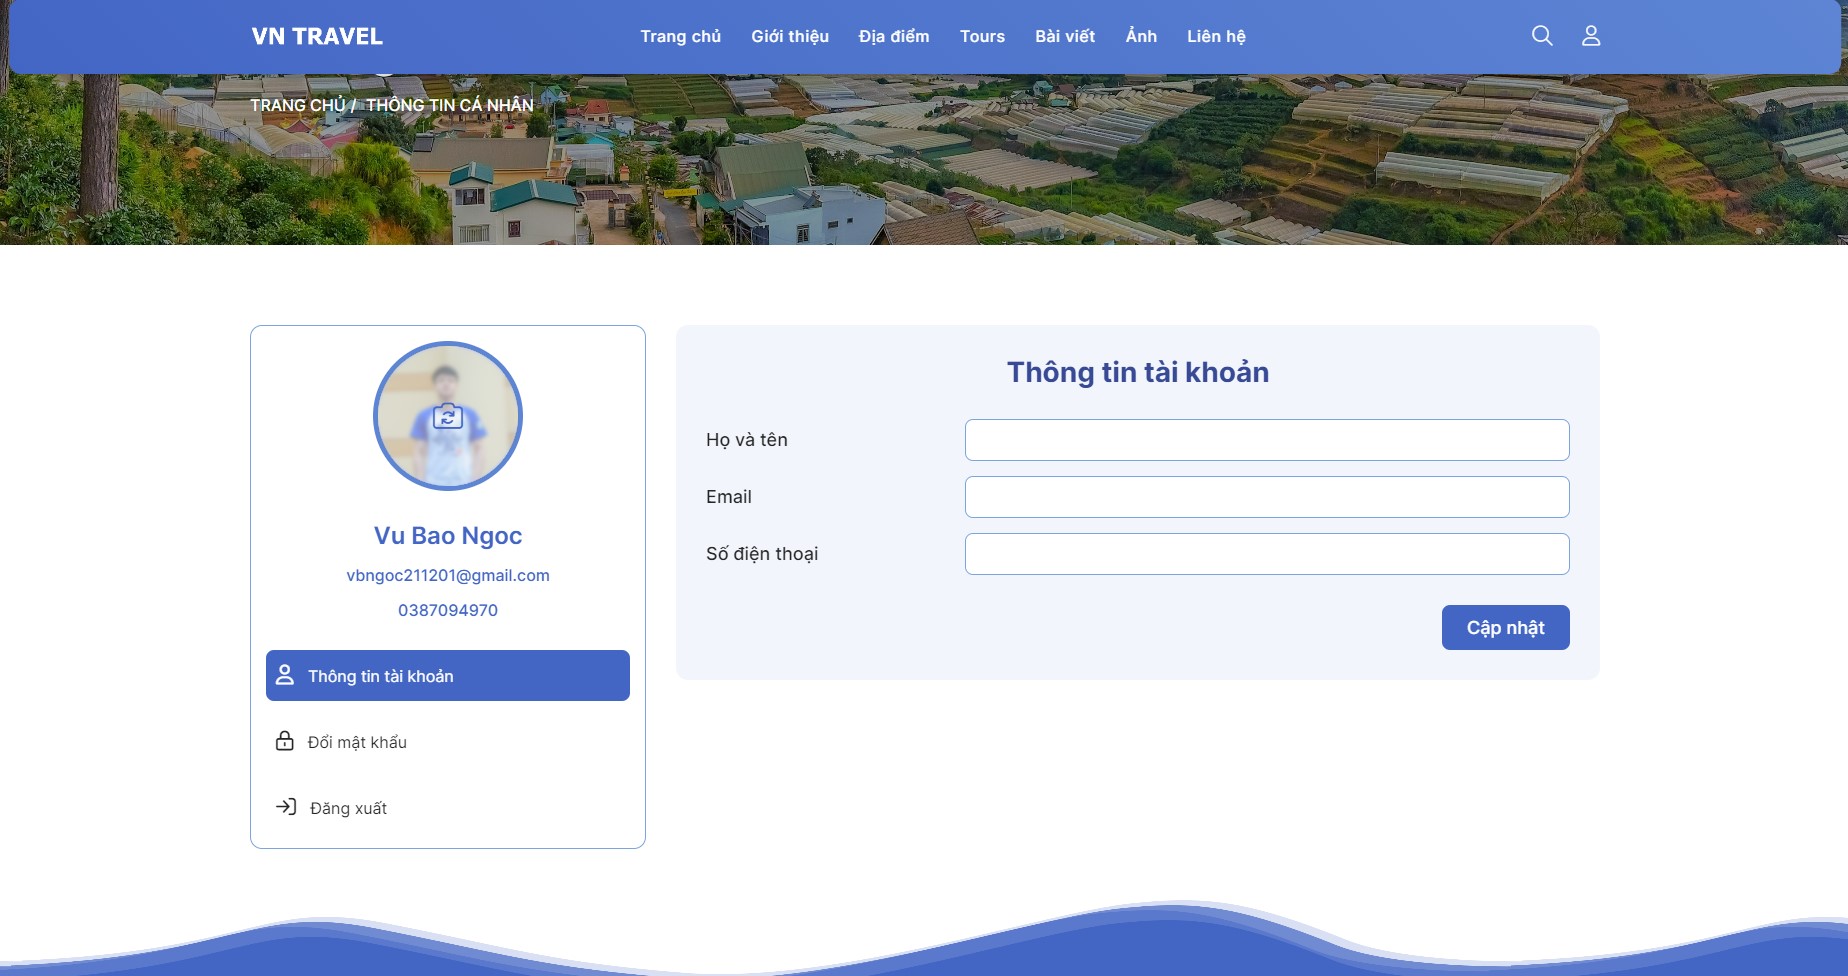 VN TRAVEL
Trang chủ Giới thiệu Địa điểm Tours Bài viết Ảnh Liên hệ
TRANG CHỦ / THÔNG TIN CÁ NHÂN
Vu Bao Ngoc
vbngoc211201@gmail.com
0387094970
Thông tin tài khoản
Đổi mật khẩu
Đăng xuất
Thông tin tài khoản
Họ và tên
Email
Số điện thoại
Cập nhật